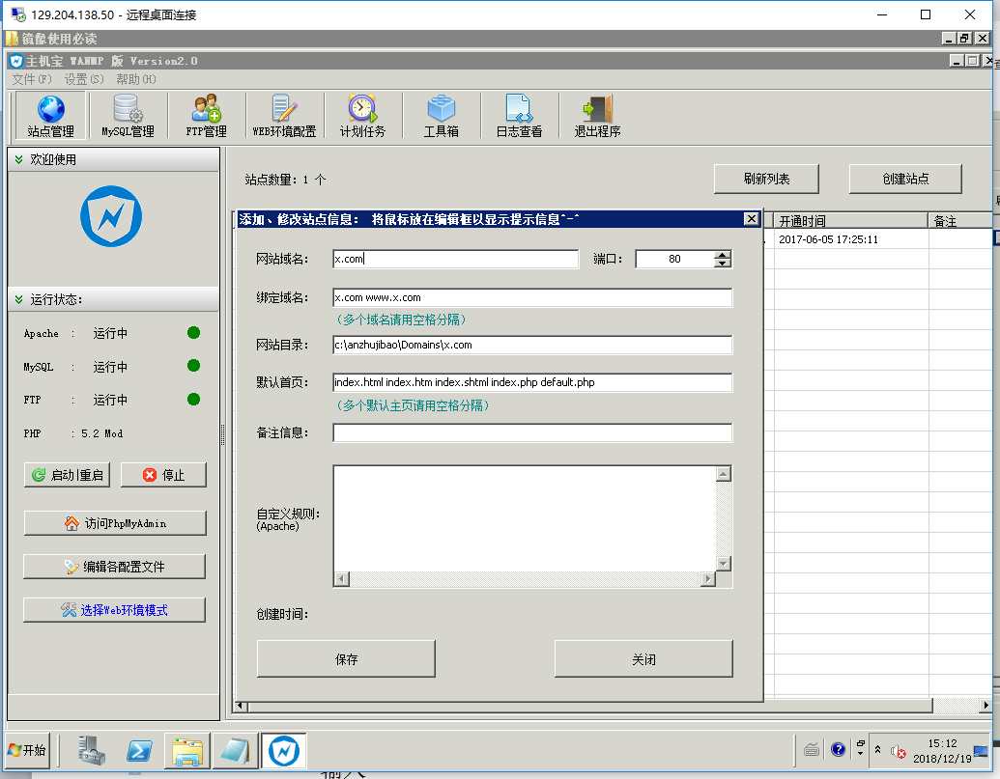 129.204.138.50 - 远程桌面连接
镜像使用必读
主机宝 WAMMP 版 Version2.0
文件(F) 设置(S) 帮助(H)
站点管理 MySQL管理 FTP管理 WEB环境配置 计划任务 工具箱 日志查看 退出程序
欢迎使用
站点数量: 1 个
刷新列表
创建站点
开通时间 备注
2017-06-05 17:25:11
运行状态:
Apache : 运行中
MySQL : 运行中
FTP : 运行中
PHP : 5.2 Mod
启动|重启 停止
访问PhpMyAdmin
编辑各配置文件
选择Web环境模式
添加、修改站点信息: 将鼠标放在编辑框以显示提示信息^-^
网站域名: x.com 端口: 80
绑定域名: x.com www.x.com
(多个域名请用空格分隔)
网站目录: c:\anzhujibao\Domains\x.com
默认首页: index.html index.htm index.shtml index.php default.php
(多个默认主页请用空格分隔)
备注信息:
自定义规则:
(Apache)
创建时间:
保存 关闭
开始
15:12
2018/12/19